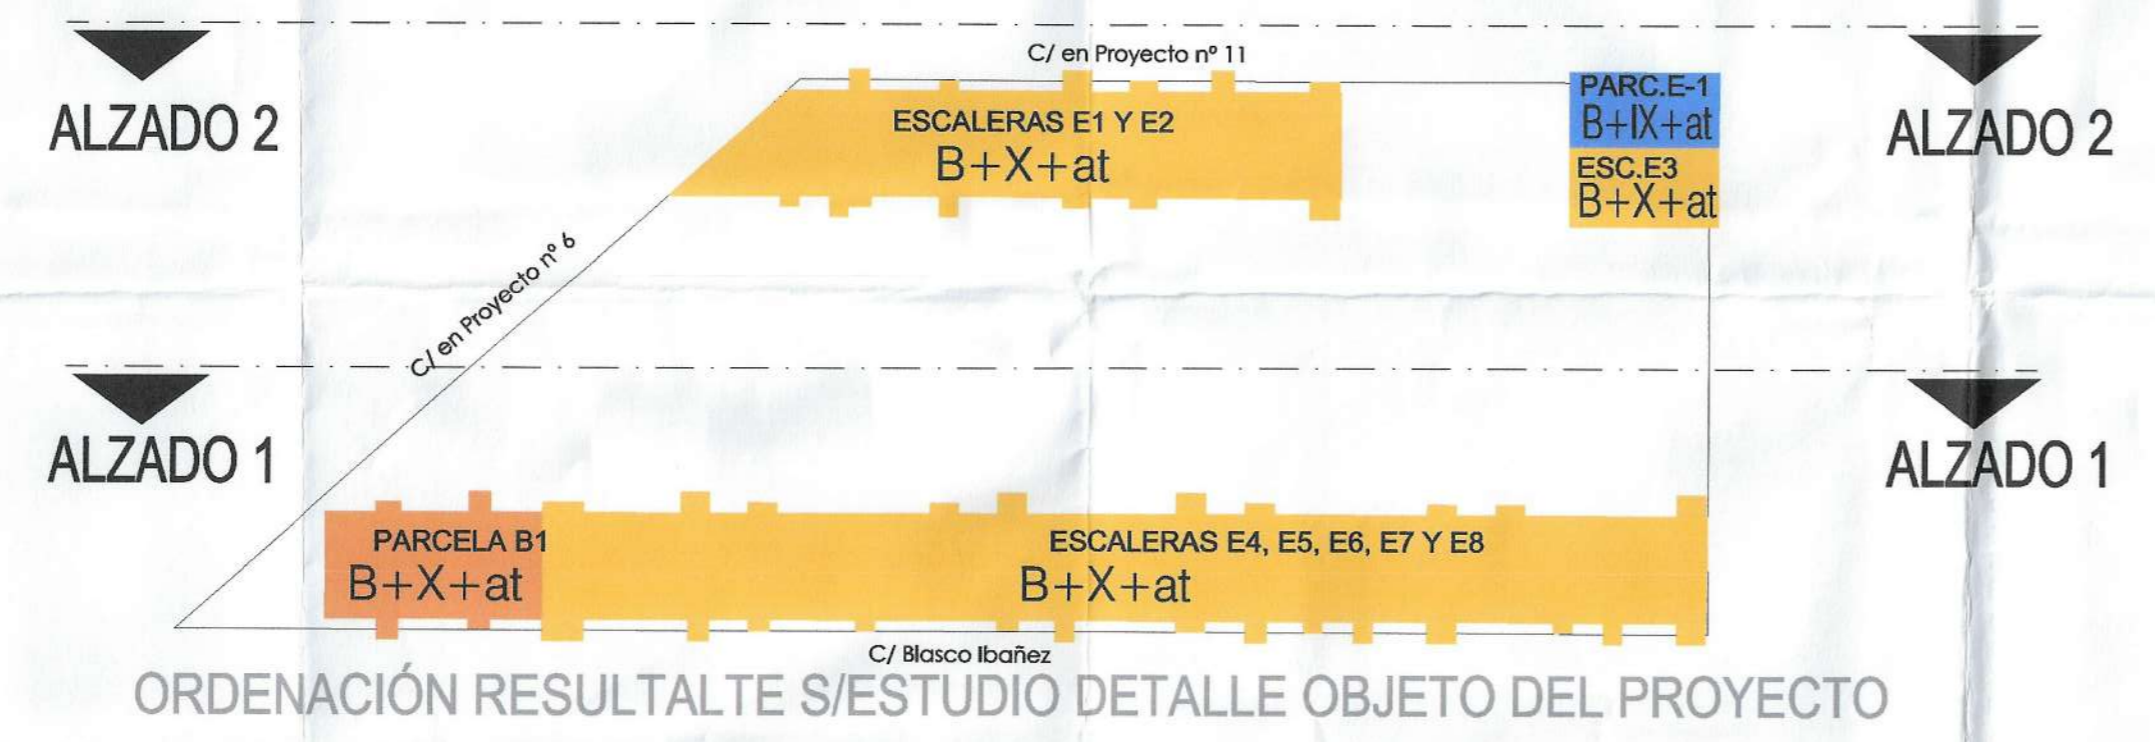 C/ en Proyecto nº 11
ALZADO 2
ESCALERAS E1 Y E2
B+X+at
PARC.E-1
B+IX+at
ESC.E3
B+X+at
ALZADO 2
C/ en Proyecto nº 6
ALZADO 1
ALZADO 1
PARCELA B1
B+X+at
ESCALERAS E4, E5, E6, E7 Y E8
B+X+at
C/ Blasco Ibañez
ORDENACIÓN RESULTALTE S/ESTUDIO DETALLE OBJETO DEL PROYECTO